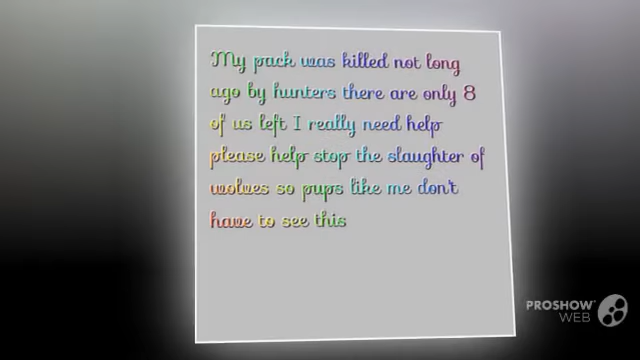 My pack was killed not long
ago by hunters there are only 8
of us left I really need help
please help stop the slaughter of
wolves so pups like me don't
have to see this
PROSHOW
WEB